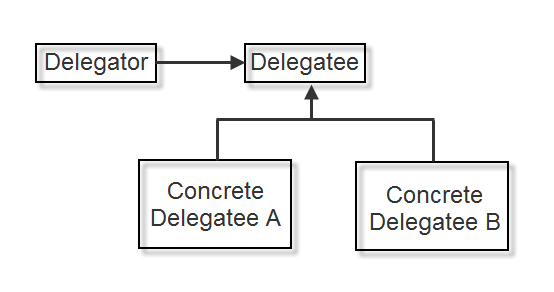 Delegator
Delegatee
Concrete
Delegatee A
Concrete
Delegatee B